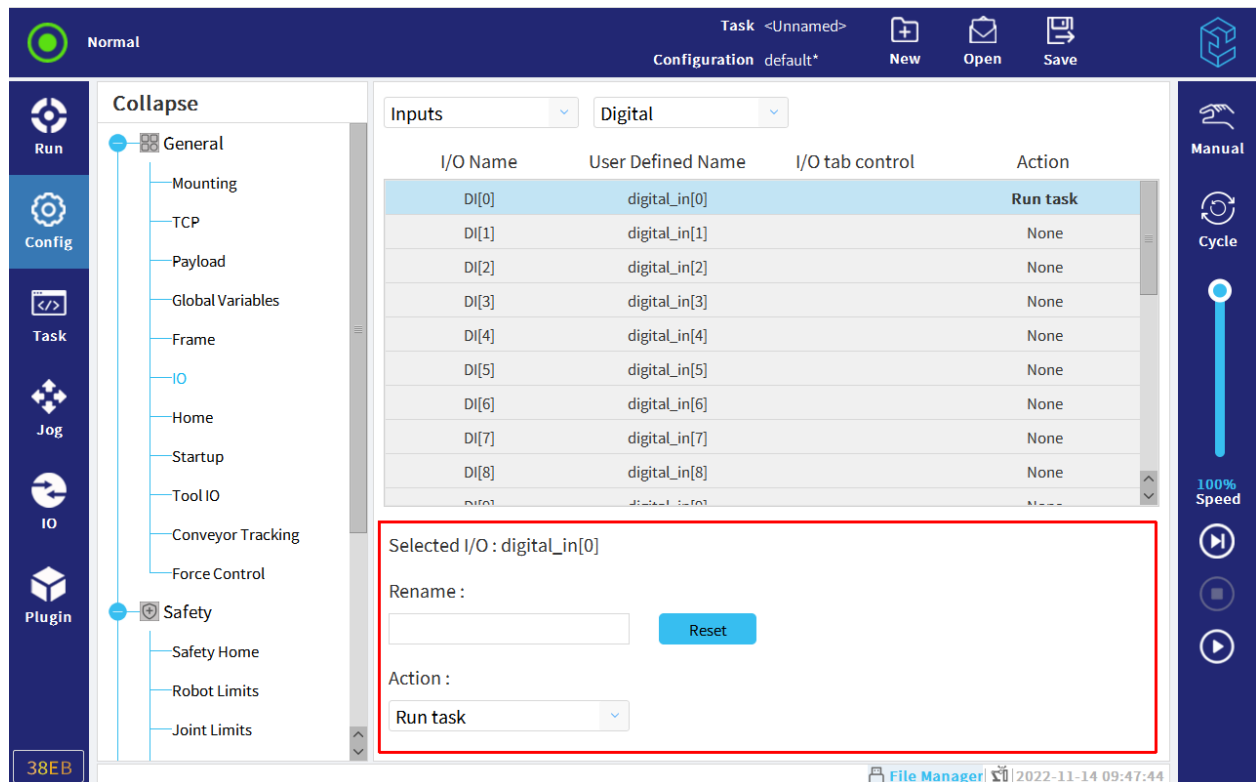 Normal
Task <Unnamed>
Configuration default*
New
Open
Save
Run
Config
Task
Jog
IO
Plugin
38EB
Collapse
General
Mounting
TCP
Payload
Global Variables
Frame
IO
Home
Startup
Tool IO
Conveyor Tracking
Force Control
Safety
Safety Home
Robot Limits
Joint Limits
Inputs Digital
I/O Name User Defined Name I/O tab control Action
DI[0] digital_in[0] Run task
DI[1] digital_in[1] None
DI[2] digital_in[2] None
DI[3] digital_in[3] None
DI[4] digital_in[4] None
DI[5] digital_in[5] None
DI[6] digital_in[6] None
DI[7] digital_in[7] None
DI[8] digital_in[8] None
Selected I/O : digital_in[0]
Rename :
Reset
Action :
Run task
File Manager 2022-11-14 09:47:44
Manual
Cycle
100%
Speed